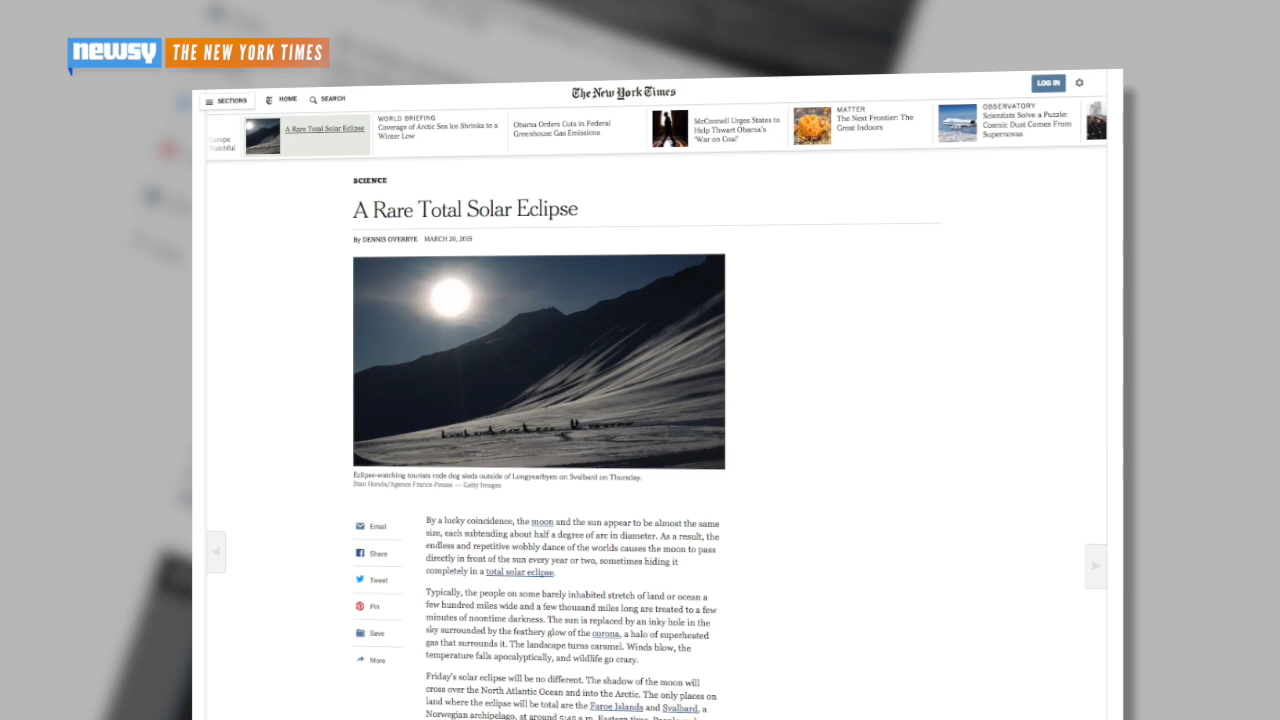 newsy THE NEW YORK TIMES
SECTIONS HOME SEARCH
The New York Times
LOG IN
Europe
Watchful
A Rare Total Solar Eclipse
WORLD BRIEFING
Coverage of Arctic Sea Ice Shrinks to a
Winter Low
Obama Orders Cuts in Federal
Greenhouse Gas Emissions
McConnell Urges States to
Help Thwart Obama's
'War on Coal'
MATTER
The Next Frontier: The
Great Indoors
OBSERVATORY
Scientists Solve a Puzzle:
Cosmic Dust Comes From
Supernovas
SCIENCE
A Rare Total Solar Eclipse
By DENNIS OVERBYE MARCH 20, 2015
Eclipse-watching tourists rode dog sleds outside of Longyearbyen on Svalbard on Thursday.
Stan Honda/Agence France-Presse — Getty Images
Email
Share
Tweet
Pin
Save
More
By a lucky coincidence, the moon and the sun appear to be almost the same
size, each subtending about half a degree of arc in diameter. As a result, the
endless and repetitive wobbly dance of the worlds causes the moon to pass
directly in front of the sun every year or two, sometimes hiding it
completely in a total solar eclipse.
Typically, the people on some barely inhabited stretch of land or ocean a
few hundred miles wide and a few thousand miles long are treated to a few
minutes of noontime darkness. The sun is replaced by an inky hole in the
sky surrounded by the feathery glow of the corona, a halo of superheated
gas that surrounds it. The landscape turns caramel. Winds blow, the
temperature falls apocalyptically, and wildlife go crazy.
Friday's solar eclipse will be no different. The shadow of the moon will
cross over the North Atlantic Ocean and into the Arctic. The only places on
land where the eclipse will be total are the Faroe Islands and Svalbard, a
Norwegian archipelago, at around 5:45 a.m. Eastern time.